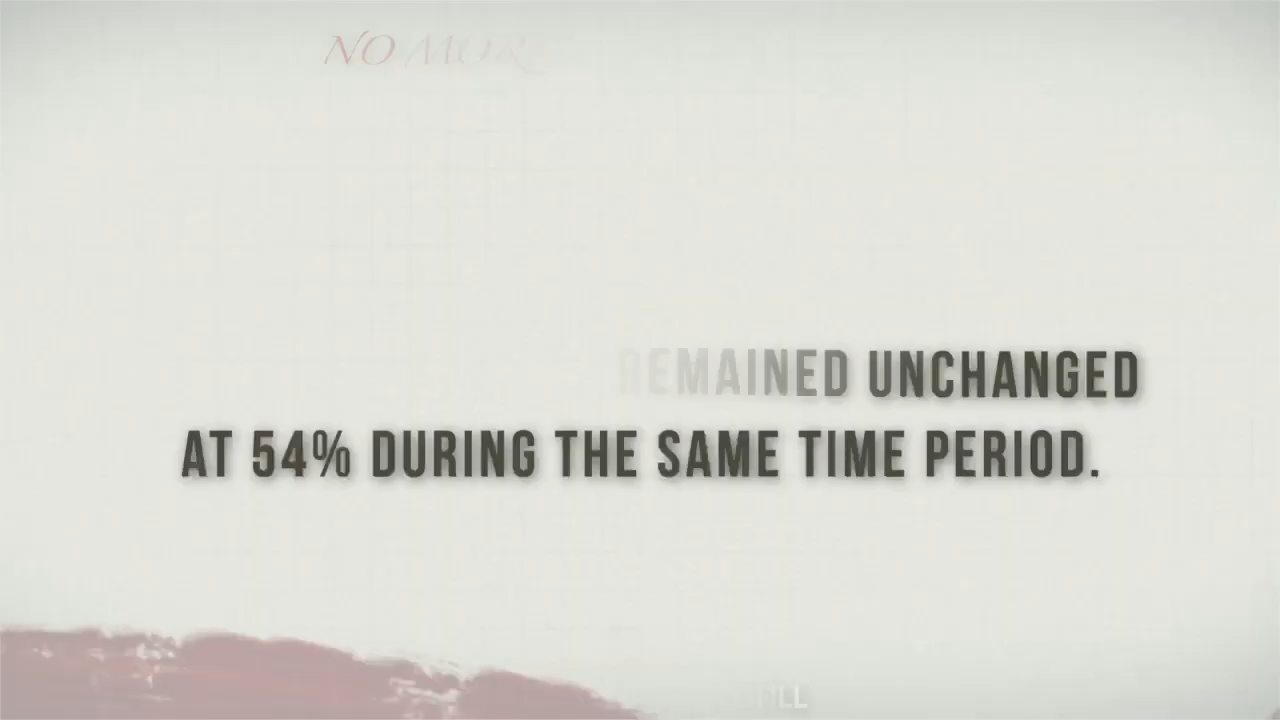 NO MORE
REMAINED UNCHANGED
AT 54% DURING THE SAME TIME PERIOD.